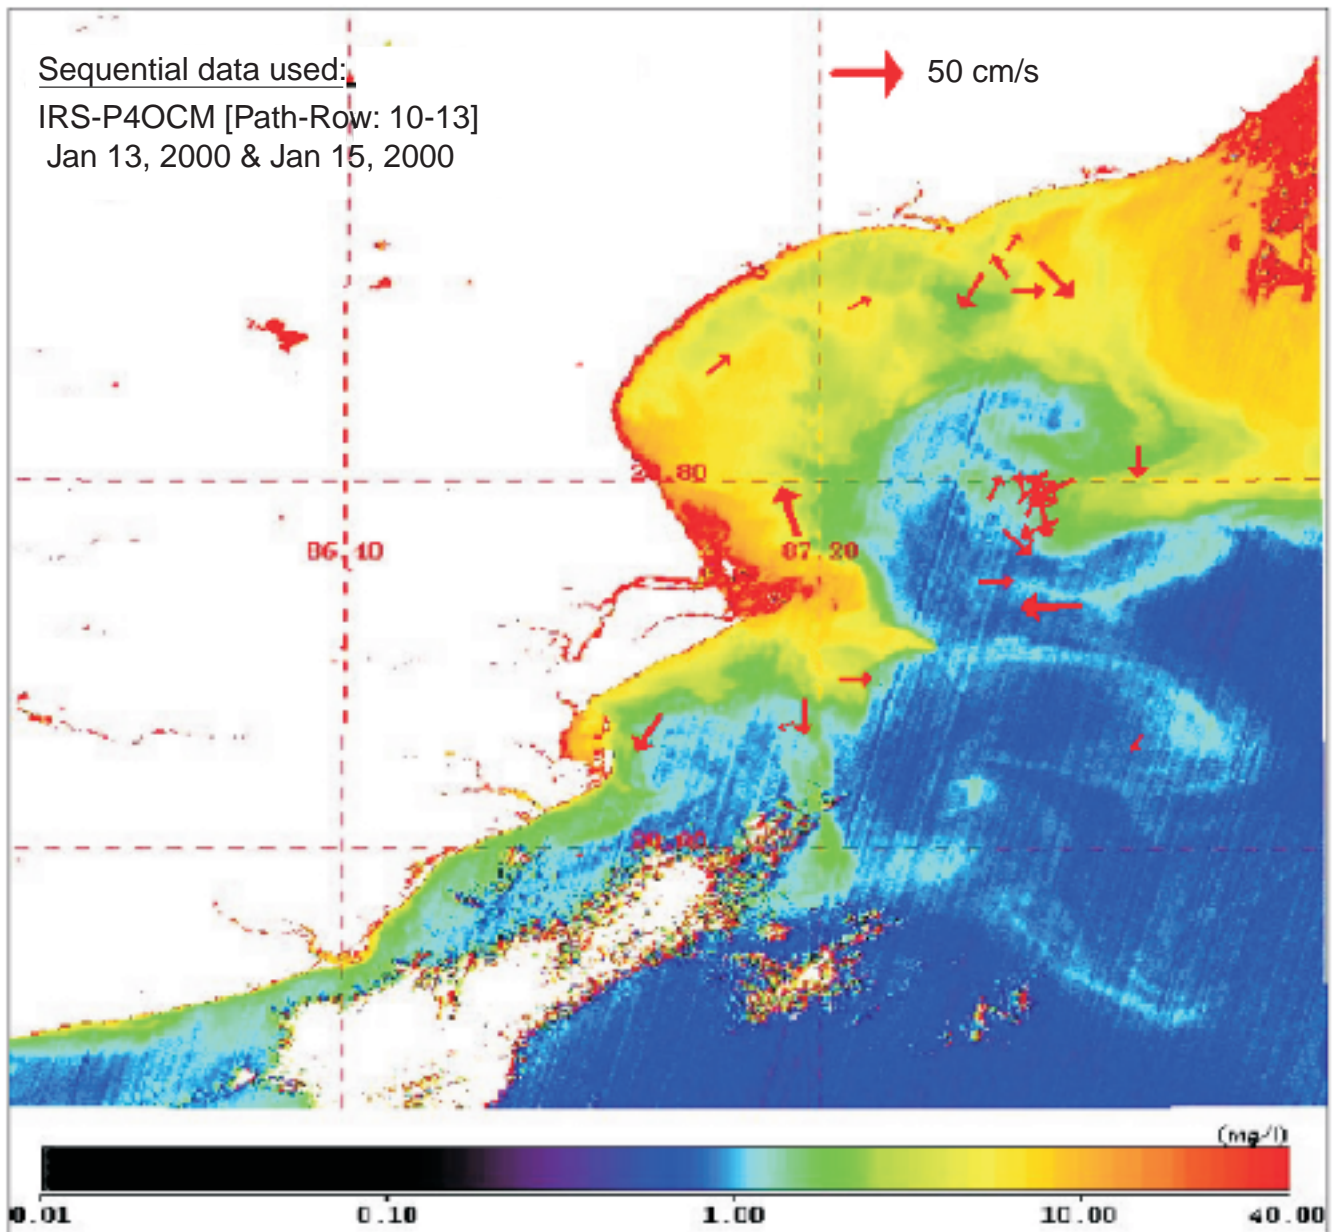 Sequential data used:
50 cm/s
IRS-P4OCM [Path-Row: 10-13]
Jan 13, 2000 & Jan 15, 2000
86.10
87.20
(mg/l)
0.01 0.10 1.00 10.00 40.00